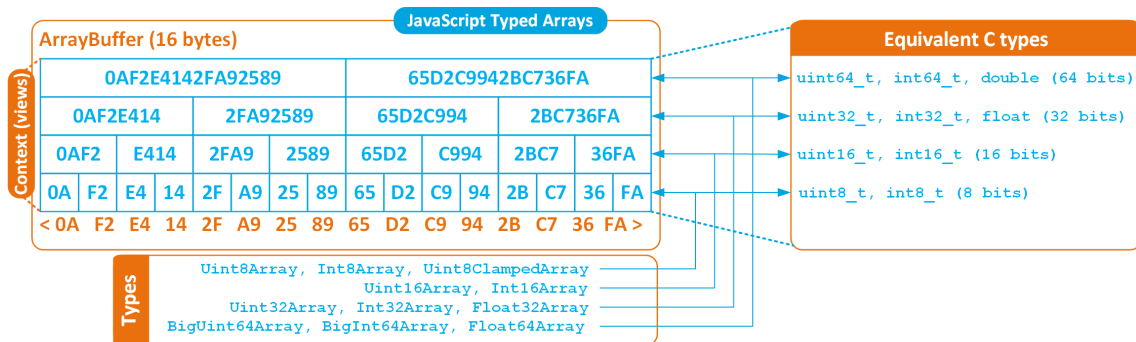 JavaScript Typed Arrays
ArrayBuffer (16 bytes)
Context (views)
0AF2E4142FA92589 65D2C9942BC736FA
0AF2E414 2FA92589 65D2C994 2BC736FA
0AF2 E414 2FA9 2589 65D2 C994 2BC7 36FA
0A F2 E4 14 2F A9 25 89 65 D2 C9 94 2B C7 36 FA
< 0A F2 E4 14 2F A9 25 89 65 D2 C9 94 2B C7 36 FA >
Equivalent C types
uint64_t, int64_t, double (64 bits)
uint32_t, int32_t, float (32 bits)
uint16_t, int16_t (16 bits)
uint8_t, int8_t (8 bits)
Types
Uint8Array, Int8Array, Uint8ClampedArray
Uint16Array, Int16Array
Uint32Array, Int32Array, Float32Array
BigUint64Array, BigInt64Array, Float64Array